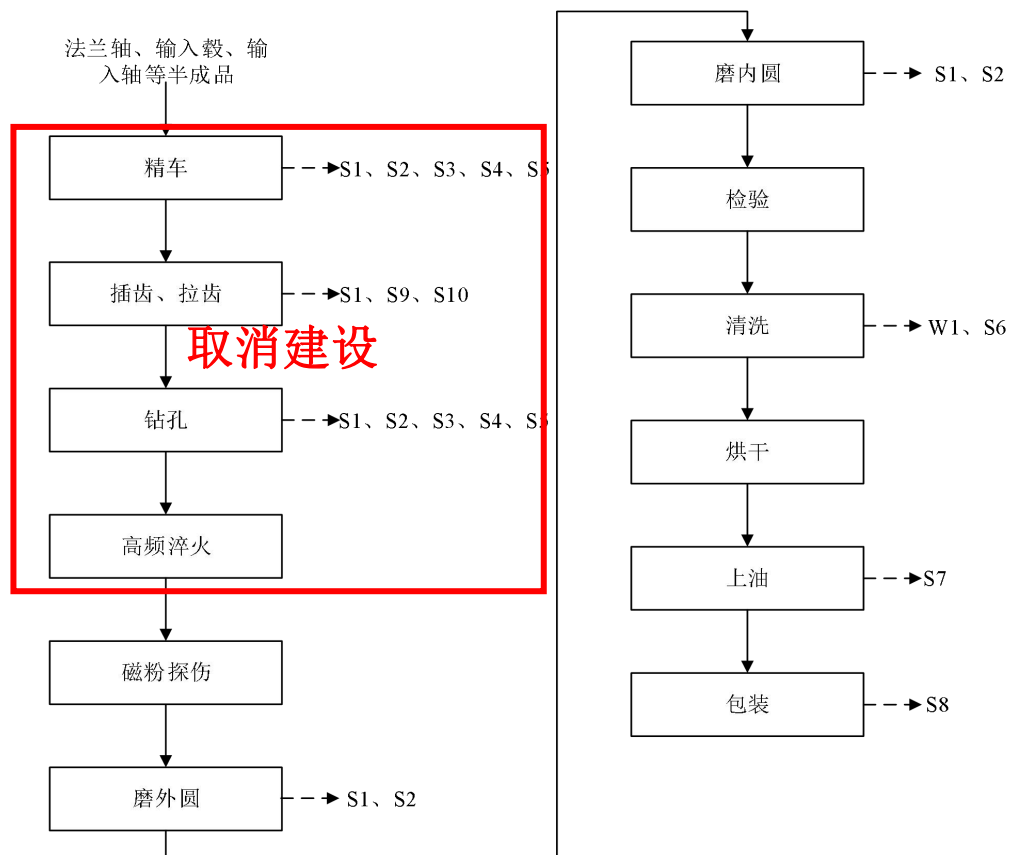 法兰轴、输入毂、输
入轴等半成品
精车
S1、S2、S3、S4、S5
插齿、拉齿
S1、S9、S10
取消建设
钻孔
S1、S2、S3、S4、S5
高频淬火
磁粉探伤
磨外圆
S1、S2
磨内圆
S1、S2
检验
清洗
W1、S6
烘干
上油
S7
包装
S8